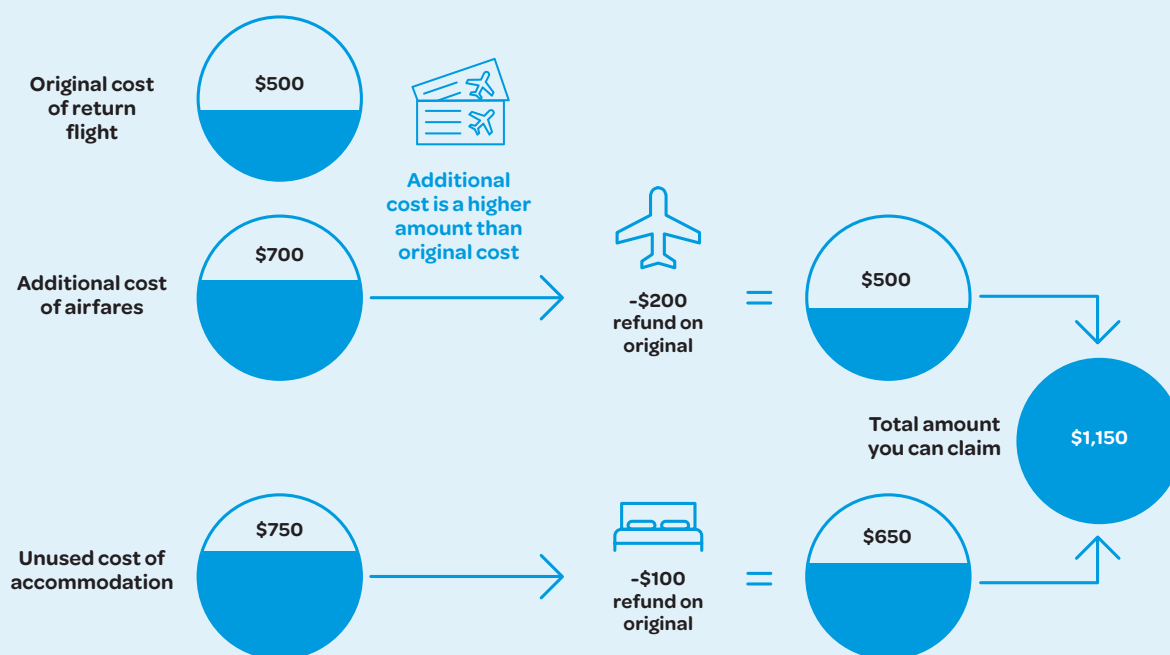 Original cost
of return
flight
$500
Additional
cost is a higher
amount than
original cost
Additional cost
of airfares
$700
-$200
refund on
original
=
$500
Total amount
you can claim
$1,150
Unused cost of
accommodation
$750
-$100
refund on
original
=
$650